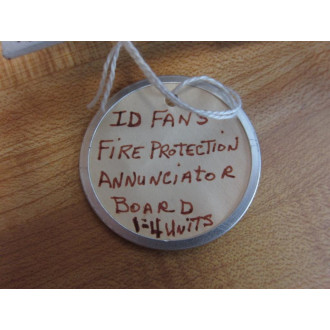 ID FANS
FIRE PROTECTION
ANNUNCIATOR
BOARD
1-4 UNITS